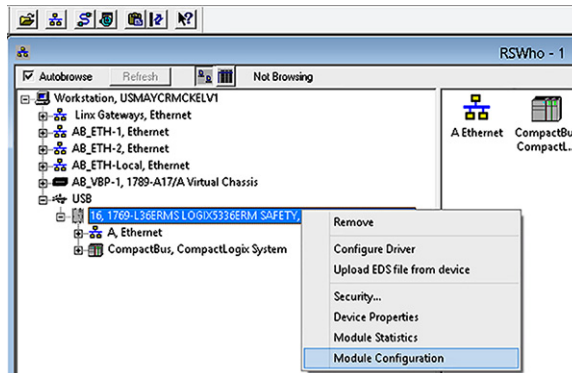 RSWho - 1
Autobrowse Refresh Not Browsing
Workstation, USMAYCRMCKELV1
Linx Gateways, Ethernet
AB_ETH-1, Ethernet
AB_ETH-2, Ethernet
AB_ETH-Local, Ethernet
AB_VBP-1, 1789-A17/A Virtual Chassis
USB
16, 1769-L36ERMS LOGIX5336ERM SAFETY,
A, Ethernet
CompactBus, CompactLogix System
A Ethernet
CompactBu
CompactL...
Remove
Configure Driver
Upload EDS file from device
Security...
Device Properties
Module Statistics
Module Configuration